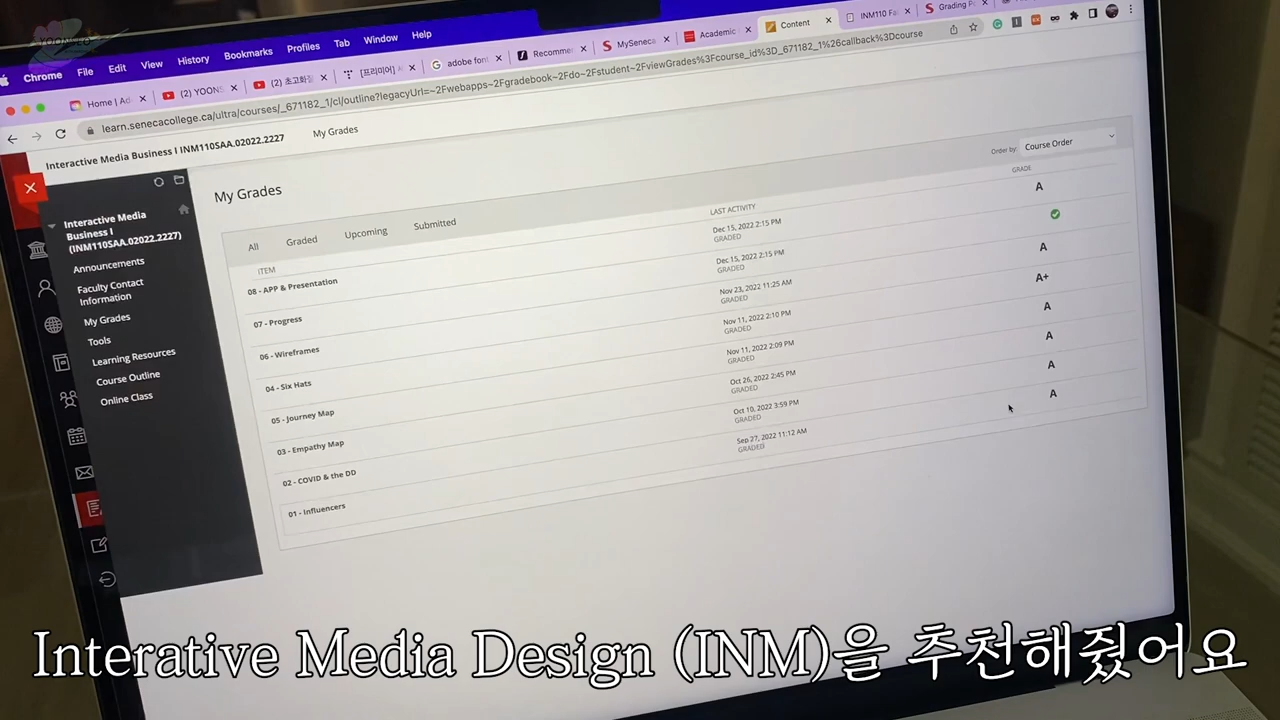 YOONSEO
Chrome File Edit View History Bookmarks Profiles Tab Window Help
Home | Ad
(2) YOONS
(2) 초고화질
[프리미어]
adobe font
Recommer
MySeneca
Academic
Content
INM110 Fa
Grading P
learn.senecacollege.ca/ultra/courses/_671182_1/cl/outline?legacyUrl=~2Fwebapps~2Fgradebook~2Fdo~2Fstudent~2FviewGrades%3Fcourse_id%3D_671182_1%26callback%3Dcourse
Interactive Media Business I INM110SAA.02022.2227 My Grades
Interactive Media
Business I
(INM110SAA.02022.2227)
Announcements
Faculty Contact
Information
My Grades
Tools
Learning Resources
Course Outline
Online Class
My Grades
Order by: Course Order
All Graded Upcoming Submitted
ITEM LAST ACTIVITY GRADE
08 - APP & Presentation Dec 15, 2022 2:15 PM A
GRADED
07 - Progress Dec 15, 2022 2:15 PM
GRADED
06 - Wireframes Nov 23, 2022 11:25 AM A
GRADED
04 - Six Hats Nov 11, 2022 2:10 PM A+
GRADED
05 - Journey Map Nov 11, 2022 2:09 PM A
GRADED
03 - Empathy Map Oct 26, 2022 2:45 PM A
GRADED
02 - COVID & the DD Oct 10, 2022 3:59 PM A
GRADED
01 - Influencers Sep 27, 2022 11:12 AM A
GRADED
Interative Media Design (INM)을 추천해줬어요